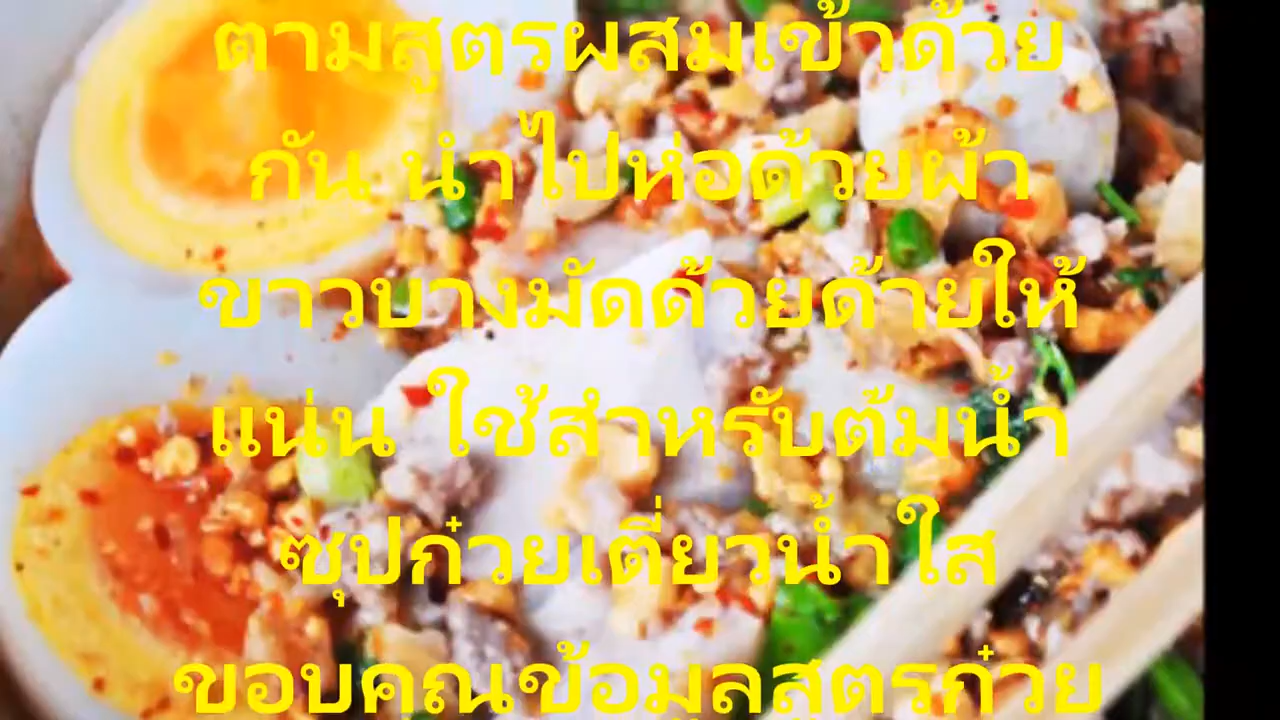 ตามสูตรผสมเข้าด้วย
กัน นำไปห่อด้วยผ้า
ขาวบางมัดด้วยด้ายให้
แน่น ใช้สำหรับต้มน้ำ
ซุปก๋วยเตี่ยวน้ำใส
ขอบคุณข้อมูลสูตรก๋วย